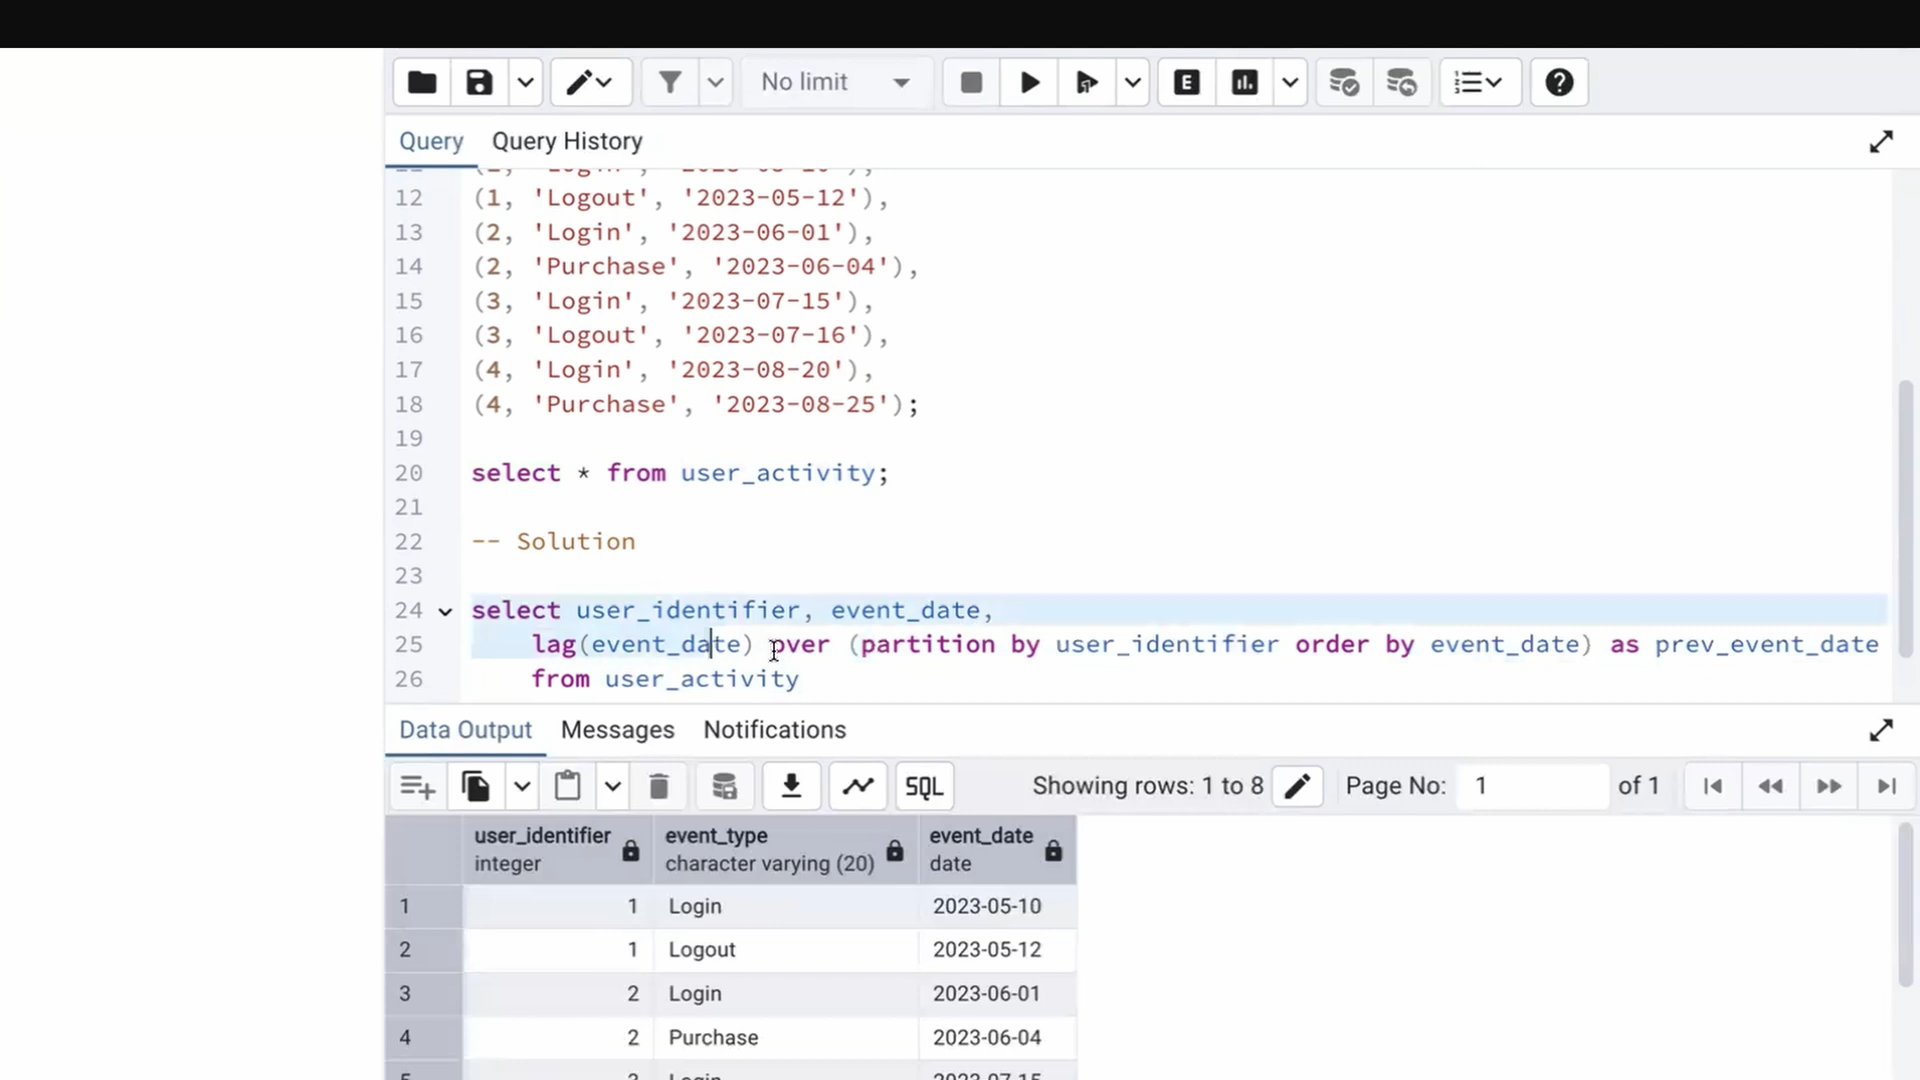 No limit
E
Query Query History
12 (1, 'Logout', '2023-05-12'),
13 (2, 'Login', '2023-06-01'),
14 (2, 'Purchase', '2023-06-04'),
15 (3, 'Login', '2023-07-15'),
16 (3, 'Logout', '2023-07-16'),
17 (4, 'Login', '2023-08-20'),
18 (4, 'Purchase', '2023-08-25');
19
20 select * from user_activity;
21
22 -- Solution
23
24 select user_identifier, event_date,
25 lag(event_date) over (partition by user_identifier order by event_date) as prev_event_date
26 from user_activity
Data Output Messages Notifications
SQL Showing rows: 1 to 8 Page No: 1 of 1
user_identifier event_type event_date
integer character varying (20) date
1 1 Login 2023-05-10
2 1 Logout 2023-05-12
3 2 Login 2023-06-01
4 2 Purchase 2023-06-04